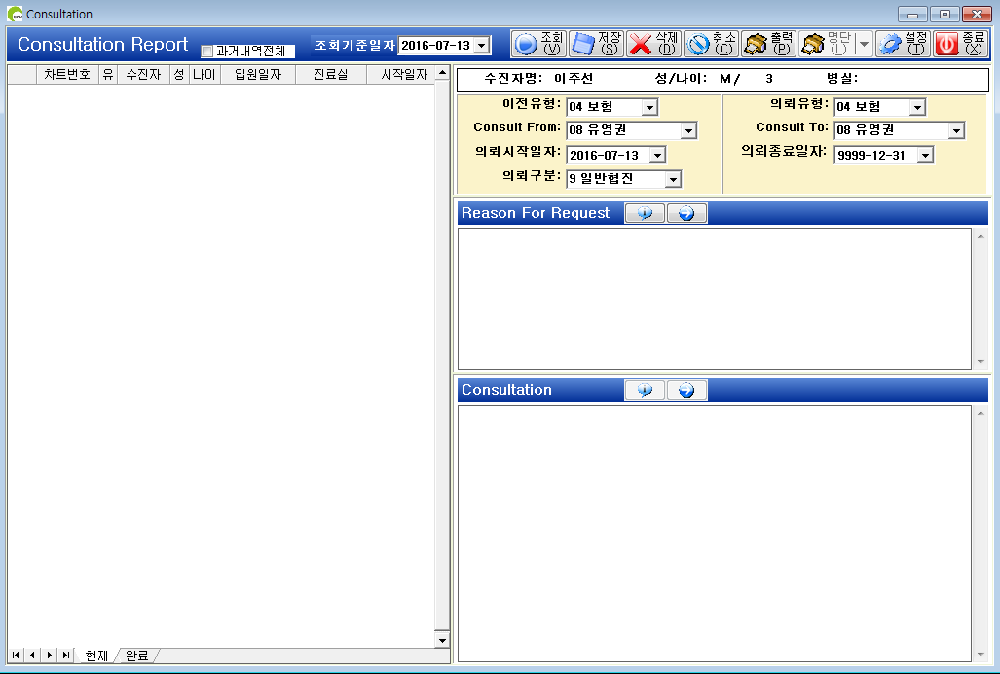 Consultation
Consultation Report 과거내역전체 조회기준일자 2016-07-13 조회(V) 저장(S) 삭제(D) 취소(C) 출력(P) 명단(L) 설정(T) 종료(X)
차트번호 유 수진자 성 나이 입원일자 진료실 시작일자
수진자명: 이주선 성/나이: M / 3 병실:
이전유형: 04 보험 의뢰유형: 04 보험
Consult From: 08 유영권 Consult To: 08 유영권
의뢰시작일자: 2016-07-13 의뢰종료일자: 9999-12-31
의뢰구분: 9 일반협진
Reason For Request
Consultation
현재 완료